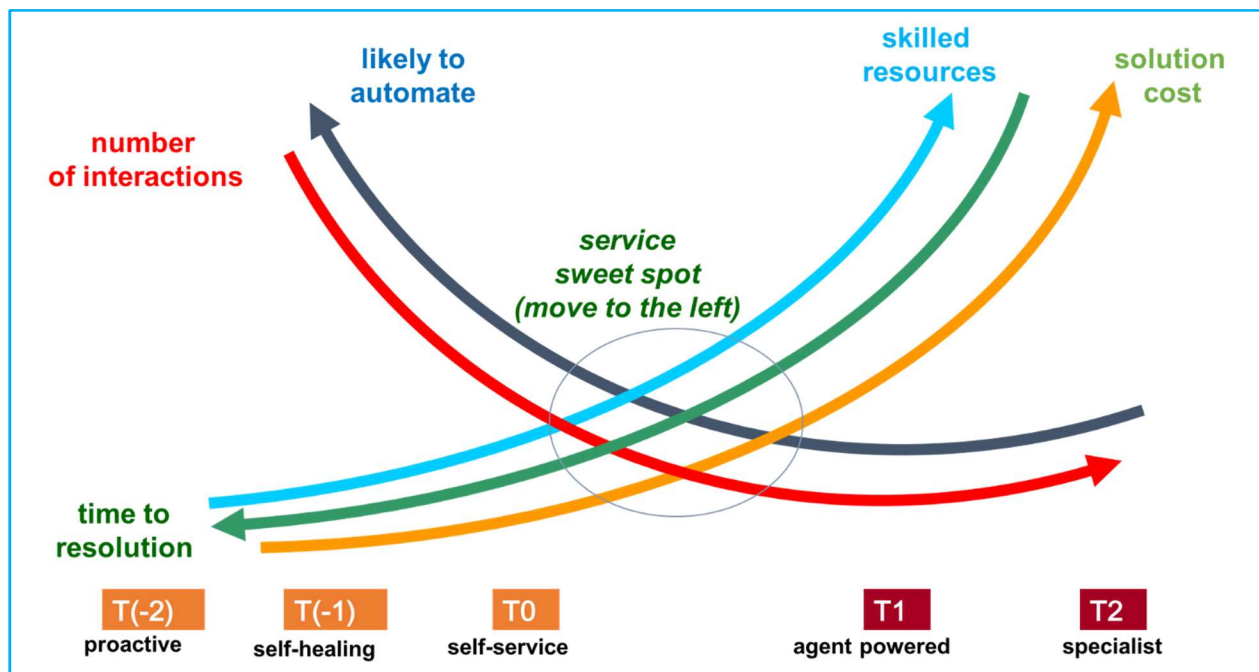 likely to
automate
skilled
resources
solution
cost
number
of interactions
service
sweet spot
(move to the left)
time to
resolution
T(-2)
proactive
T(-1)
self-healing
T0
self-service
T1
agent powered
T2
specialist